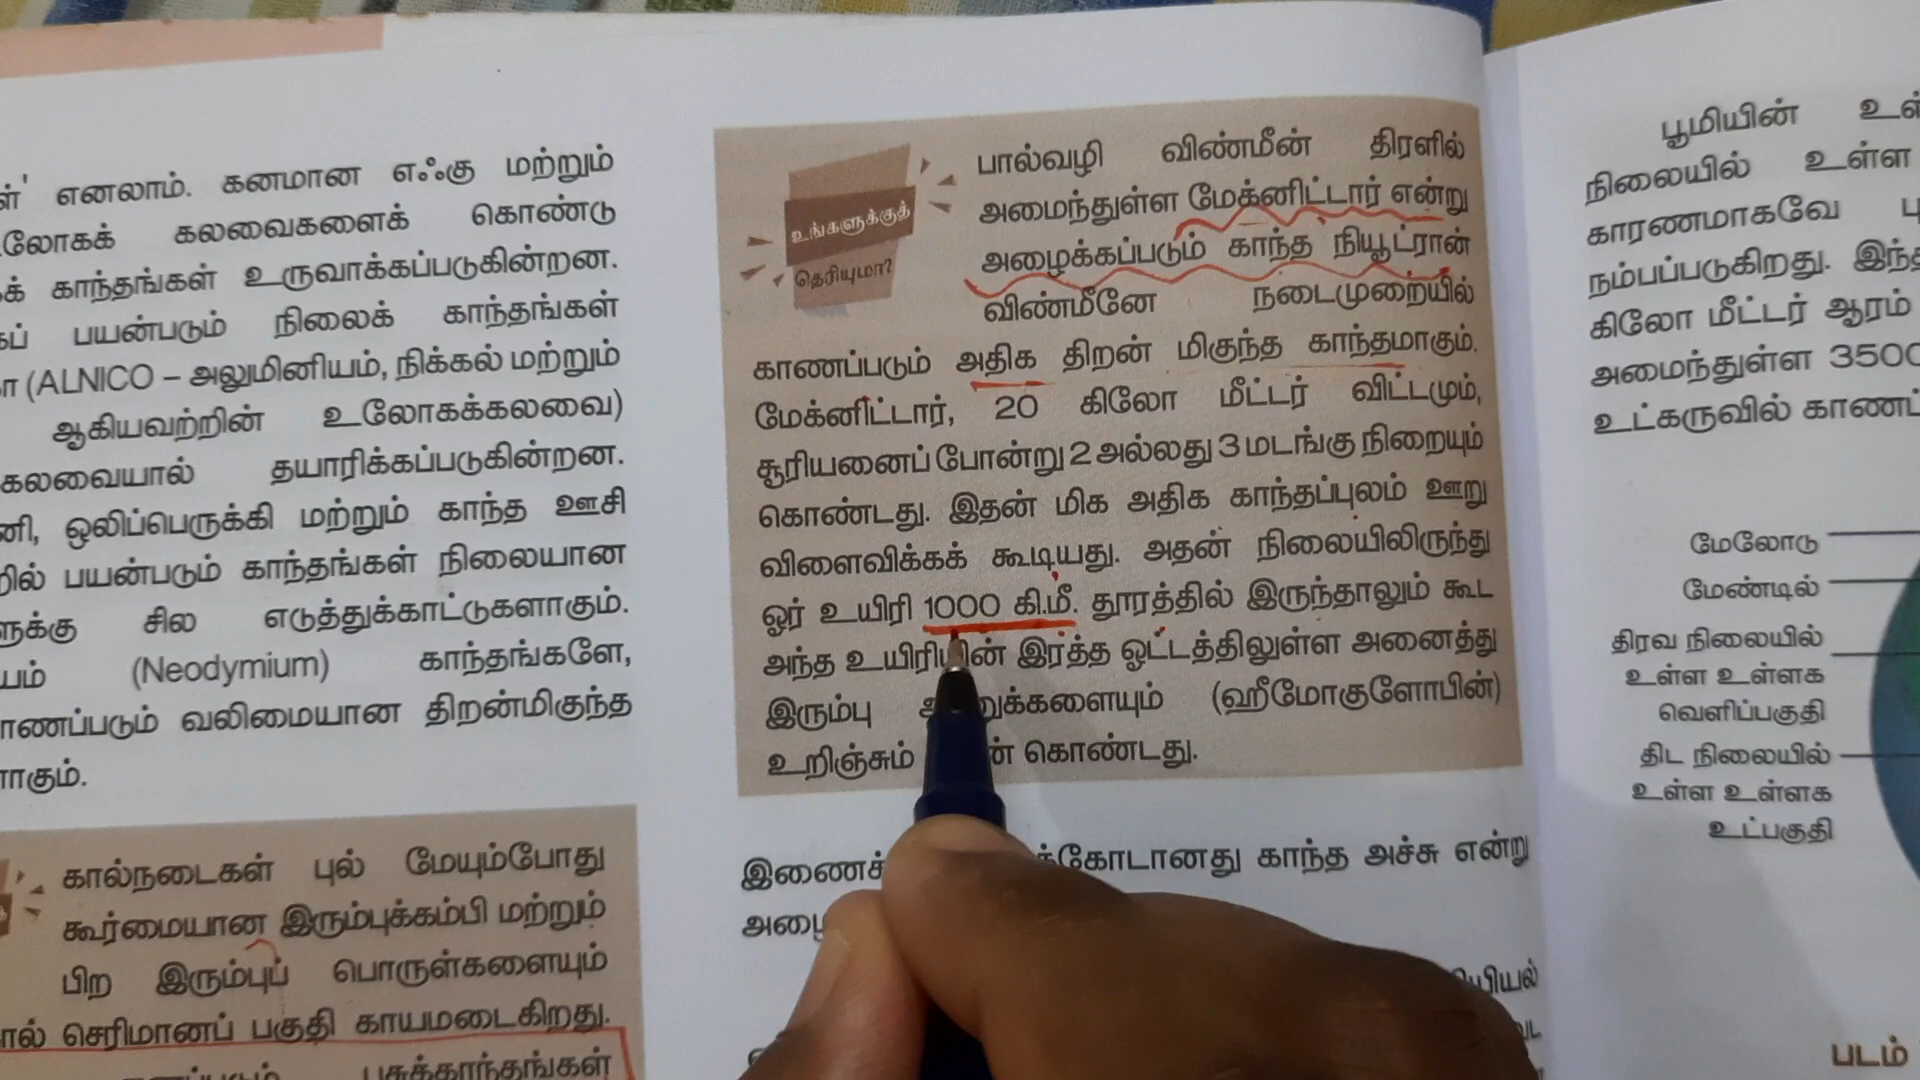 எனலாம். கனமான எஃகு மற்றும்
கலவைகளைக் கொண்டு
காந்தங்கள் உருவாக்கப்படுகின்றன.
பயன்படும் நிலைக் காந்தங்கள்
(ALNICO – அலுமினியம், நிக்கல் மற்றும்
ஆகியவற்றின் உலோகக்கலவை)
தயாரிக்கப்படுகின்றன.
ஒலிப்பெருக்கி மற்றும் காந்த ஊசி
பயன்படும் காந்தங்கள் நிலையான
சில எடுத்துக்காட்டுகளாகும்.
(Neodymium) காந்தங்களே,
வலிமையான திறன்மிகுந்த
கால்நடைகள் புல் மேயும்போது
கூர்மையான இரும்புக்கம்பி மற்றும்
பிற இரும்புப் பொருள்களையும்
செரிமானப் பகுதி காயமடைகிறது.
பசுக்காந்தங்கள்
உங்களுக்குத்
தெரியுமா?
பால்வழி விண்மீன் திரளில்
அமைந்துள்ள மேக்னிட்டார் என்று
அழைக்கப்படும் காந்த நியூட்ரான்
விண்மீனே நடைமுறையில்
காணப்படும் அதிக திறன் மிகுந்த காந்தமாகும்.
மேக்னிட்டார், 20 கிலோ மீட்டர் விட்டமும்,
சூரியனைப் போன்று 2 அல்லது 3 மடங்கு நிறையும்
கொண்டது. இதன் மிக அதிக காந்தப்புலம் ஊறு
விளைவிக்கக் கூடியது. அதன் நிலையிலிருந்து
ஓர் உயிரி 1000 கி.மீ. தூரத்தில் இருந்தாலும் கூட
அந்த உயிரியின் இரத்த ஓட்டத்திலுள்ள அனைத்து
இரும்பு (ஹீமோகுளோபின்)
உறிஞ்சும் கொண்டது.
காந்த அச்சு என்று
பூமியின்
நிலையில் உள்ள
காரணமாகவே
நம்பப்படுகிறது.
கிலோ மீட்டர் ஆரம்
அமைந்துள்ள
உட்கருவில்
மேலோடு
மேண்டில்
திரவ நிலையில்
உள்ள உள்ளக
வெளிப்பகுதி
திட நிலையில்
உள்ள உள்ளக
உட்பகுதி
படம்